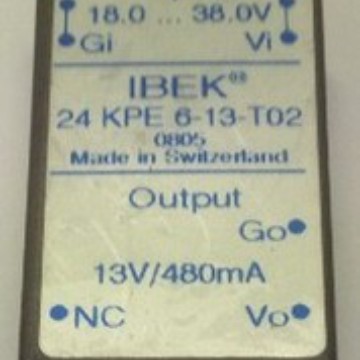 18.0 ... 38.0V
Gi Vi
IBEK
24 KPE 6-13-T02
0805
Made in Switzerland
Output
Go
13V/480mA
NC Vo